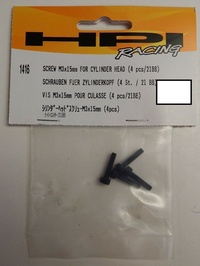 HPI
RACING
1416
SCREW M3x15mm FOR CYLINDER HEAD (4 pcs/21BB)
SCHRAUBEN FUER ZYLINDERKOPF (4 St. / 21 BB)
VIS M3x15mm POUR CULASSE (4 pcs/21BB)
シリンダーヘッドスクリューM3x15mm (4pcs)